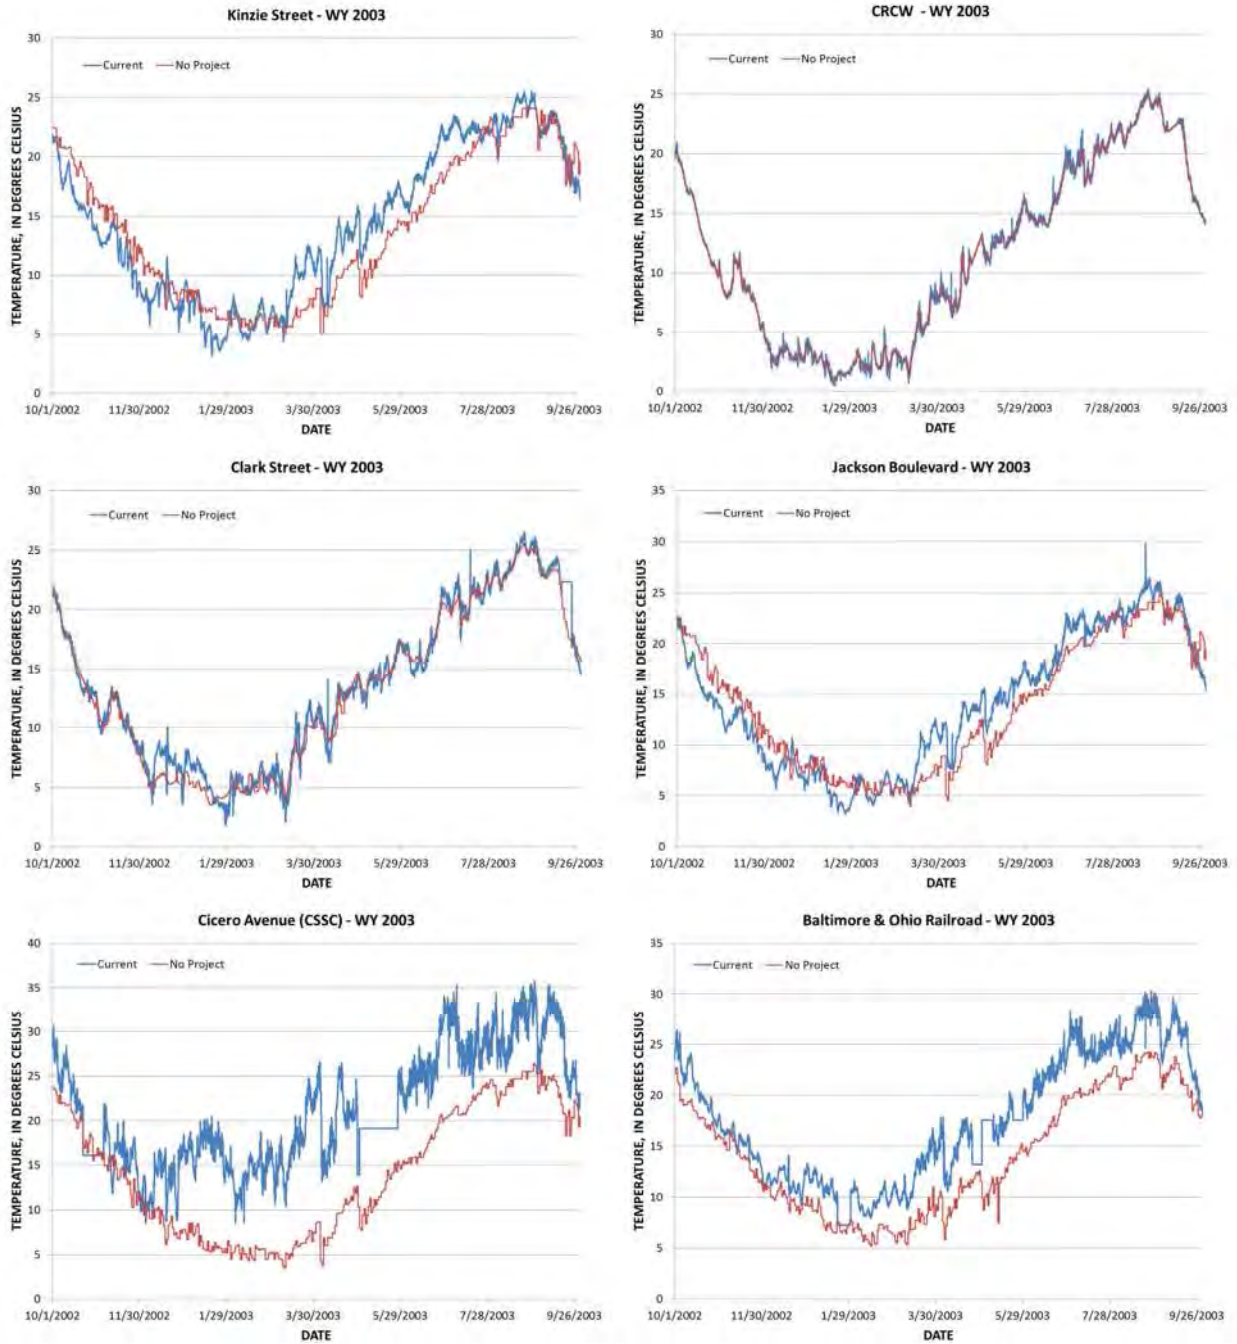 Kinzie Street - WY 2003
30
25
20
15
10
5
0
TEMPERATURE, IN DEGREES CELSIUS
Current No Project
10/1/2002 11/30/2002 1/29/2003 3/30/2003 5/29/2003 7/28/2003 9/26/2003
DATE
CRCW - WY 2003
30
25
20
15
10
5
0
TEMPERATURE, IN DEGREES CELSIUS
Current No Project
10/1/2002 11/30/2002 1/29/2003 3/30/2003 5/29/2003 7/28/2003 9/26/2003
DATE
Clark Street - WY 2003
30
25
20
15
10
5
0
TEMPERATURE, IN DEGREES CELSIUS
Current No Project
10/1/2002 11/30/2002 1/29/2003 3/30/2003 5/29/2003 7/28/2003 9/26/2003
DATE
Jackson Boulevard - WY 2003
35
30
25
20
15
10
5
0
TEMPERATURE, IN DEGREES CELSIUS
Current No Project
10/1/2002 11/30/2002 1/29/2003 3/30/2003 5/29/2003 7/28/2003 9/26/2003
DATE
Cicero Avenue (CSSC) - WY 2003
40
35
30
25
20
15
10
5
0
TEMPERATURE, IN DEGREES CELSIUS
Current No Project
10/1/2002 11/30/2002 1/29/2003 3/30/2003 5/29/2003 7/28/2003 9/26/2003
DATE
Baltimore & Ohio Railroad - WY 2003
35
30
25
20
15
10
5
0
TEMPERATURE, IN DEGREES CELSIUS
Current No Project
10/1/2002 11/30/2002 1/29/2003 3/30/2003 5/29/2003 7/28/2003 9/26/2003
DATE